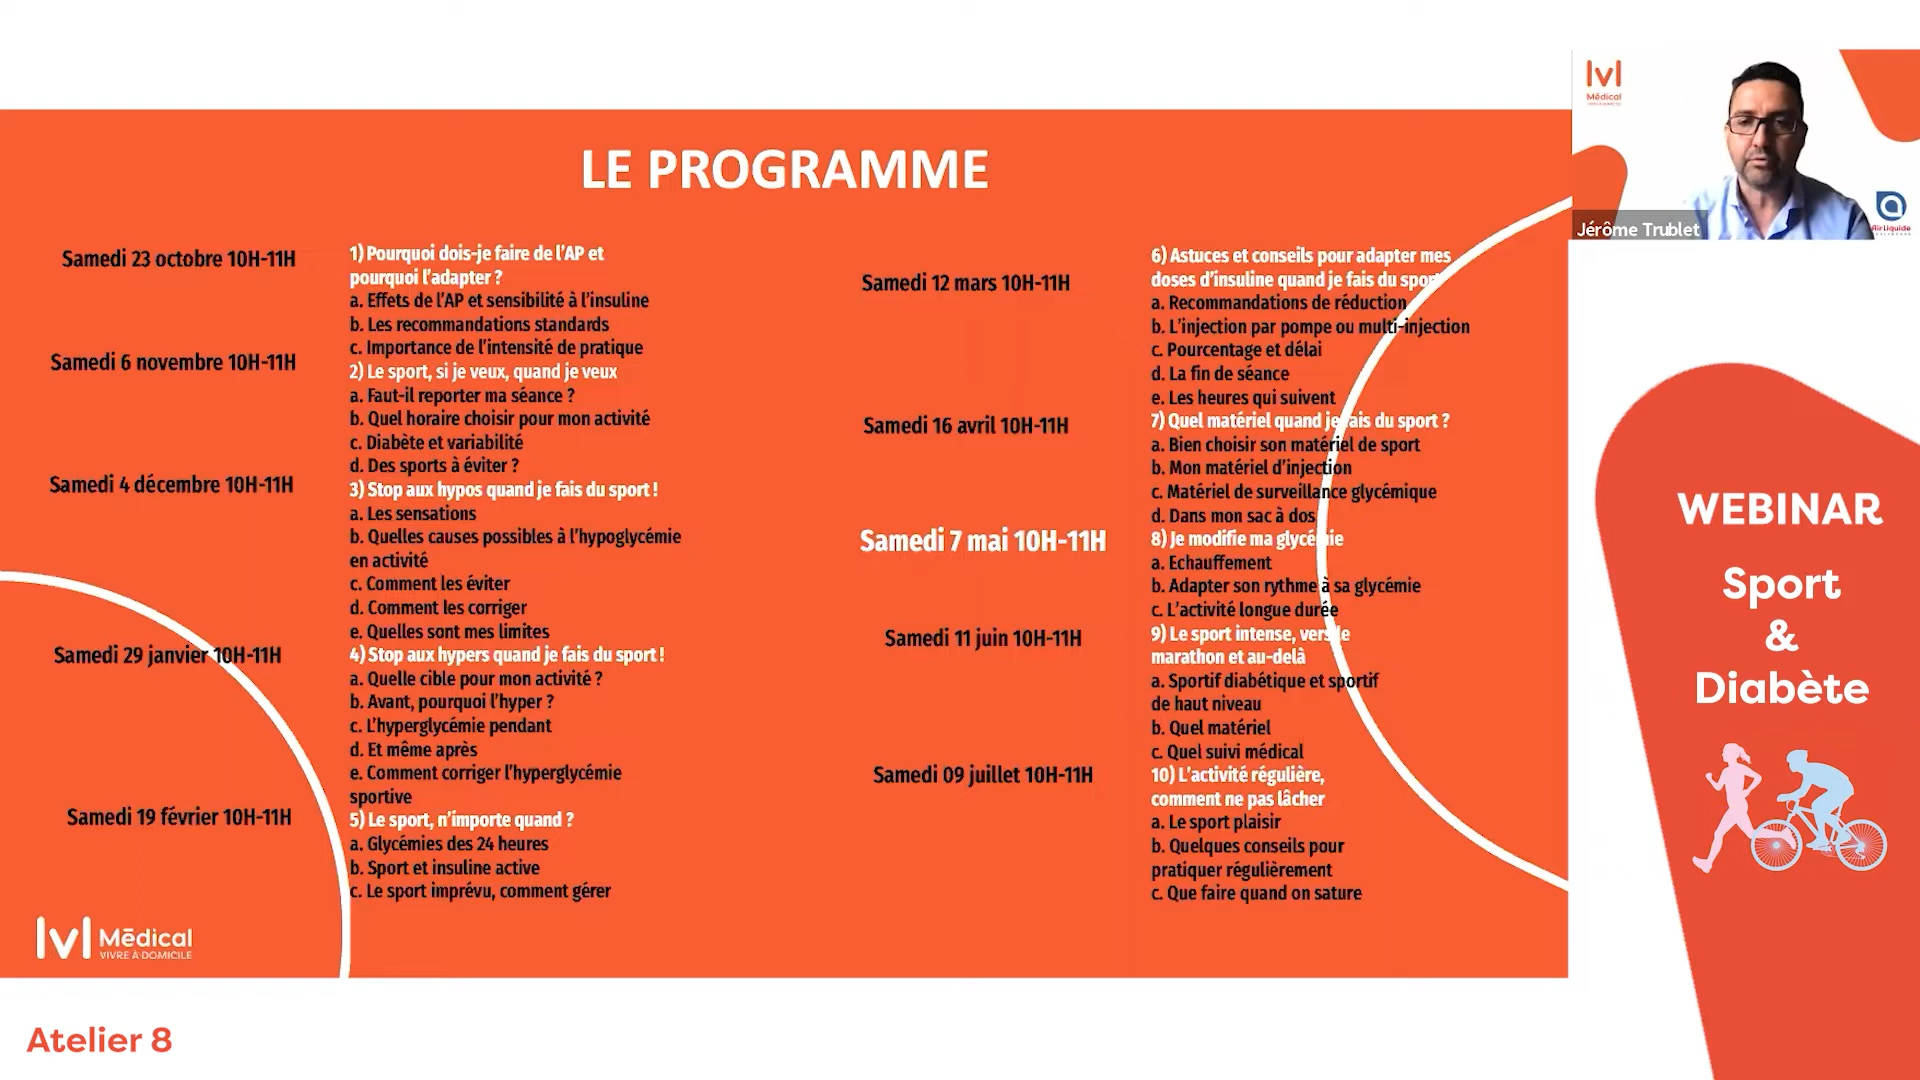 LE PROGRAMME
Samedi 23 octobre 10H-11H
1) Pourquoi dois-je faire de l'AP et
pourquoi l'adapter ?
a. Effets de l'AP et sensibilité à l'insuline
b. Les recommandations standards
c. Importance de l'intensité de pratique
Samedi 6 novembre 10H-11H
2) Le sport, si je veux, quand je veux
a. Faut-il reporter ma séance ?
b. Quel horaire choisir pour mon activité
c. Diabète et variabilité
d. Des sports à éviter ?
Samedi 4 décembre 10H-11H
3) Stop aux hypos quand je fais du sport !
a. Les sensations
b. Quelles causes possibles à l'hypoglycémie
en activité
c. Comment les éviter
d. Comment les corriger
e. Quelles sont mes limites
Samedi 29 janvier 10H-11H
4) Stop aux hypers quand je fais du sport !
a. Quelle cible pour mon activité ?
b. Avant, pourquoi l'hyper ?
c. L'hyperglycémie pendant
d. Et même après
e. Comment corriger l'hyperglycémie
sportive
Samedi 19 février 10H-11H
5) Le sport, n'importe quand ?
a. Glycémies des 24 heures
b. Sport et insuline active
c. Le sport imprévu, comment gérer
Samedi 12 mars 10H-11H
6) Astuces et conseils pour adapter mes
doses d'insuline quand je fais du sport
a. Recommandations de réduction
b. L'injection par pompe ou multi-injection
c. Pourcentage et délai
d. La fin de séance
e. Les heures qui suivent
Samedi 16 avril 10H-11H
7) Quel matériel quand je fais du sport ?
a. Bien choisir son matériel de sport
b. Mon matériel d'injection
c. Matériel de surveillance glycémique
d. Dans mon sac à dos
Samedi 7 mai 10H-11H
8) Je modifie ma glycémie
a. Echauffement
b. Adapter son rythme à sa glycémie
c. L'activité longue durée
Samedi 11 juin 10H-11H
9) Le sport intense, vers le
marathon et au-delà
a. Sportif diabétique et sportif
de haut niveau
b. Quel matériel
c. Quel suivi médical
Samedi 09 juillet 10H-11H
10) L'activité régulière,
comment ne pas lâcher
a. Le sport plaisir
b. Quelques conseils pour
pratiquer régulièrement
c. Que faire quand on sature
lvl Médical
VIVRE À DOMICILE
Atelier 8
lvl
Médical
Jérôme Trublet
Air Liquide
WEBINAR
Sport
&
Diabète